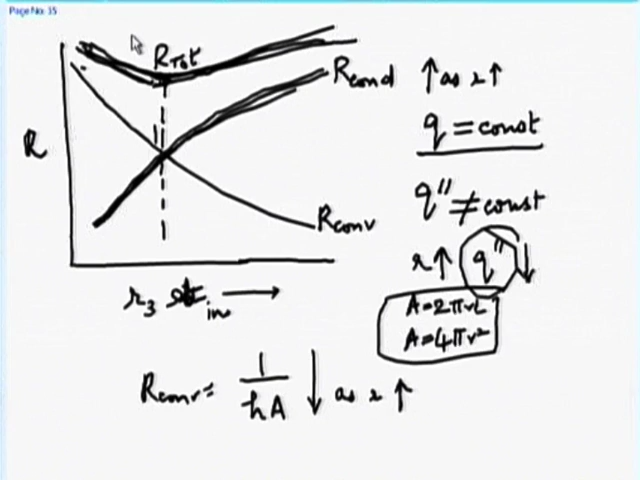 Page No: 35
R_Tot
R_cond ↑ as r ↑
q = const
R
q'' ≠ const
R_conv
r ↑ q'' ↓
r_3 in →
A = 2πrL
A = 4πr²
R_conv = 1/hA ↓ as r ↑